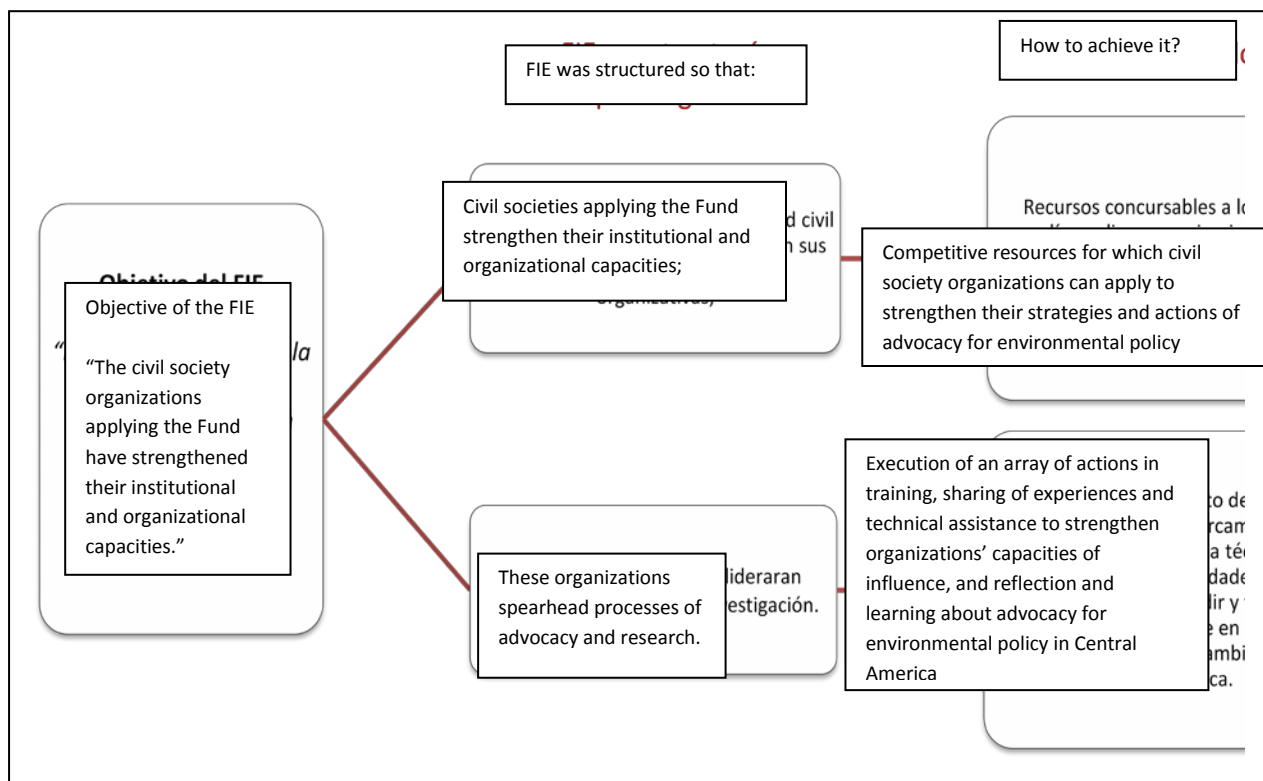 FIE was structured so that:
How to achieve it?
Objetivo del FIE
la
Objective of the FIE
“The civil society
organizations
applying the Fund
have strengthened
their institutional
and organizational
capacities.”
civil
sus
Civil societies applying the Fund
strengthen their institutional and
organizational capacities;
Recursos concursables a
Competitive resources for which civil
society organizations can apply to
strengthen their strategies and actions of
advocacy for environmental policy
lideraran
These organizations
spearhead processes of
advocacy and research.
Execution of an array of actions in
training, sharing of experiences and
technical assistance to strengthen
organizations’ capacities of
influence, and reflection and
learning about advocacy for
environmental policy in Central
America